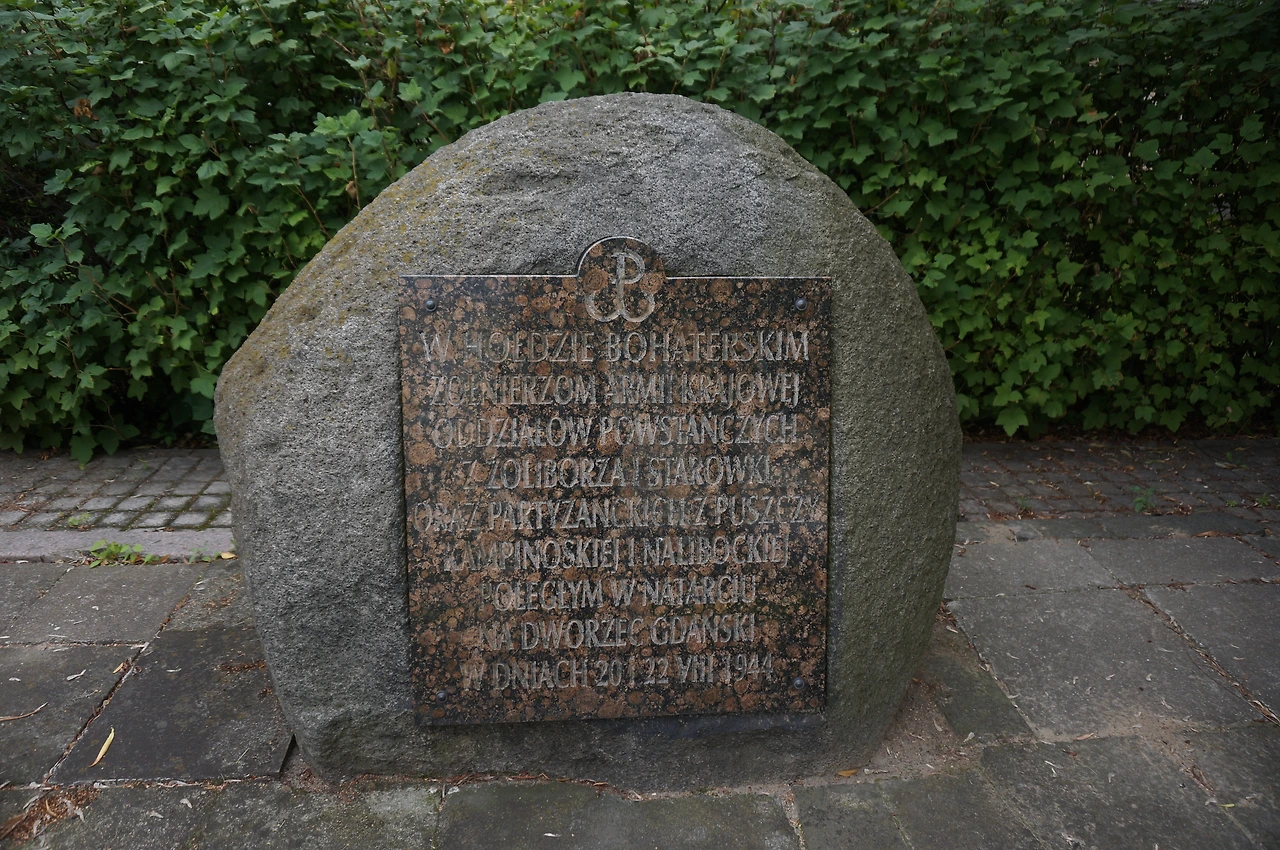 W HOŁDZIE BOHATERSKIM
ŻOŁNIERZOM ARMII KRAJOWEJ
ODDZIAŁÓW POWSTAŃCZYCH
Z ŻOLIBORZA I STARÓWKI
ORAZ PARTYZANCKICH Z PUSZCZY
KAMPINOSKIEJ I NALIBOCKIEJ
POLEGŁYM W NATARCIU
NA DWORZEC GDAŃSKI
W DNIACH 20 I 22 VIII 1944